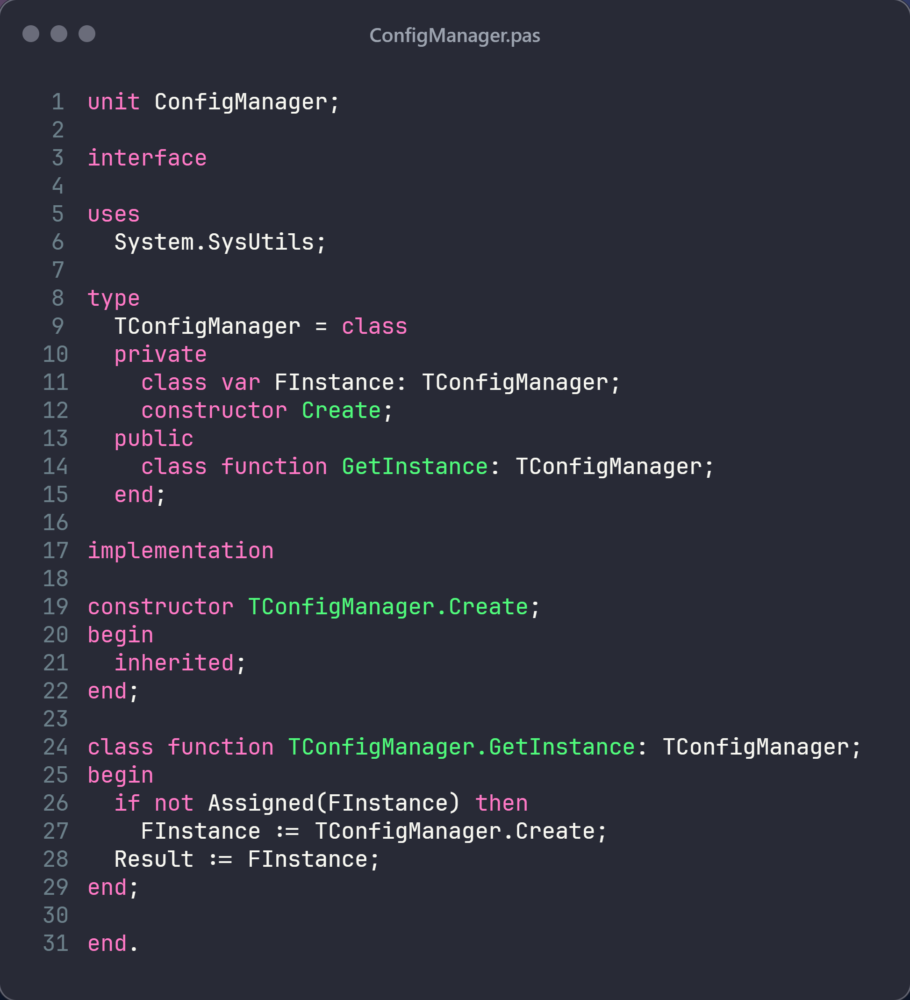 ConfigManager.pas
1 unit ConfigManager;
2
3 interface
4
5 uses
6   System.SysUtils;
7
8 type
9   TConfigManager = class
10   private
11     class var FInstance: TConfigManager;
12     constructor Create;
13   public
14     class function GetInstance: TConfigManager;
15   end;
16
17 implementation
18
19 constructor TConfigManager.Create;
20 begin
21   inherited;
22 end;
23
24 class function TConfigManager.GetInstance: TConfigManager;
25 begin
26   if not Assigned(FInstance) then
27     FInstance := TConfigManager.Create;
28   Result := FInstance;
29 end;
30
31 end.